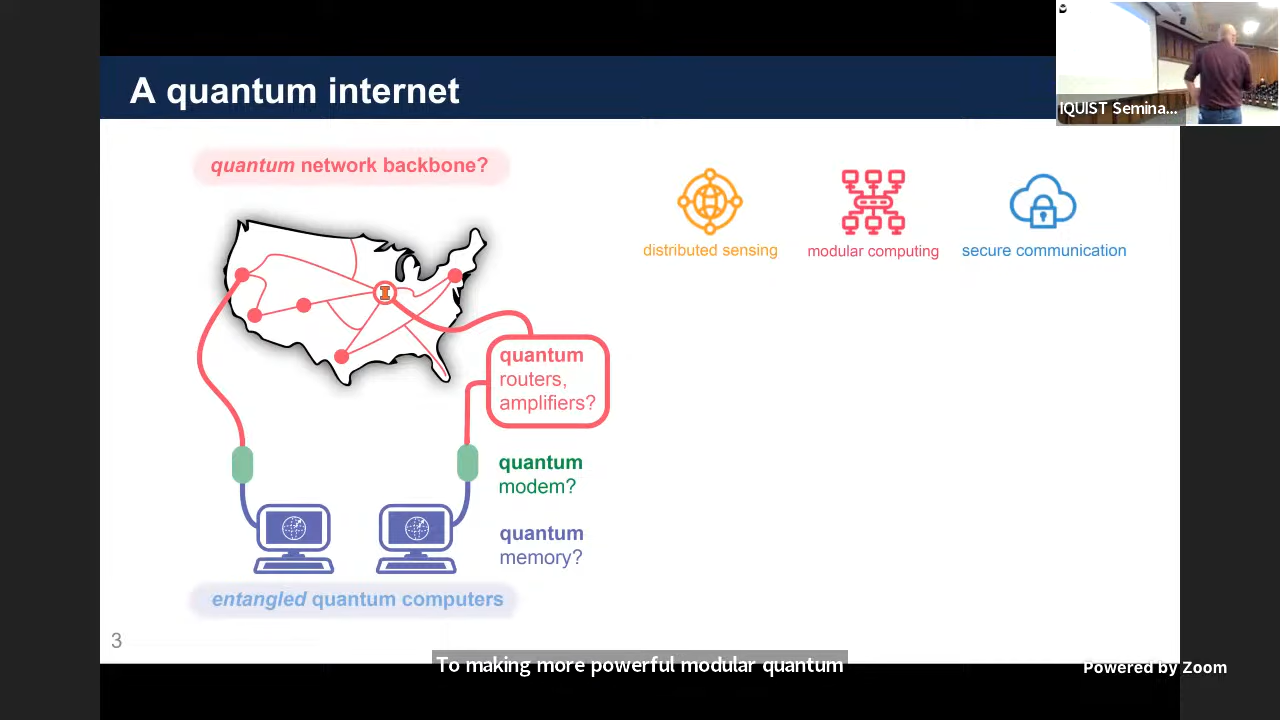 A quantum internet
IQUIST Semina...
quantum network backbone?
distributed sensing
modular computing
secure communication
I
quantum
routers,
amplifiers?
quantum
modem?
quantum
memory?
entangled quantum computers
3
To making more powerful modular quantum
Powered by Zoom